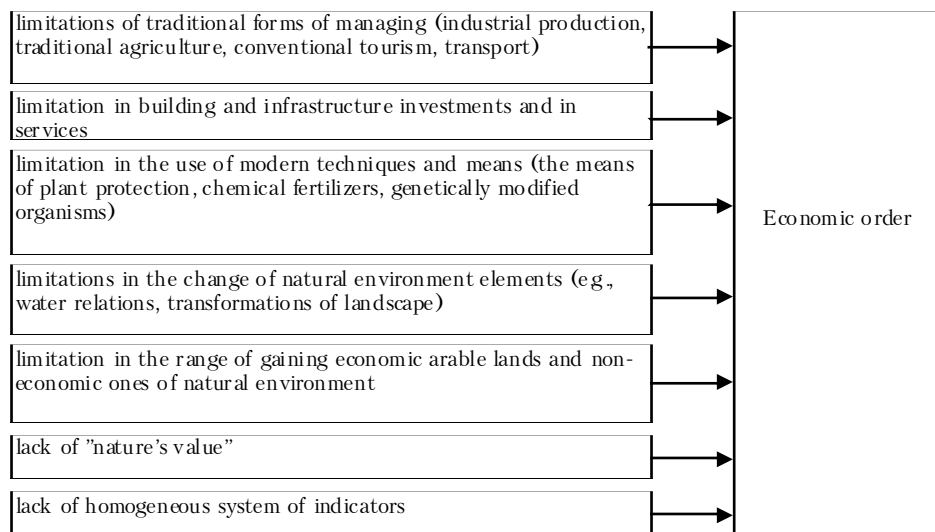 limitations of traditional forms of managing (industrial production,
traditional agriculture, conventional tourism, transport)
limitation in building and infrastructure investments and in
services
limitation in the use of modern techniques and means (the means
of plant protection, chemical fertilizers, genetically modified
organisms)
limitations in the change of natural environment elements (eg.,
water relations, transformations of landscape)
limitation in the range of gaining economic arable lands and non-
economic ones of natural environment
lack of ”nature’s value”
lack of homogeneous system of indicators
Economic order